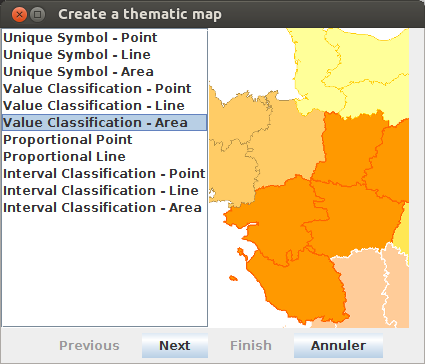 Create a thematic map
Unique Symbol - Point
Unique Symbol - Line
Unique Symbol - Area
Value Classification - Point
Value Classification - Line
Value Classification - Area
Proportional Point
Proportional Line
Interval Classification - Point
Interval Classification - Line
Interval Classification - Area
Previous Next Finish Annuler